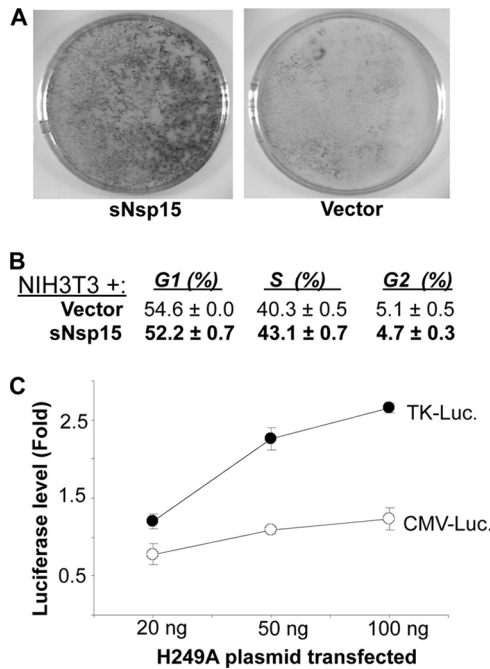 A
sNsp15 Vector
B
NIH3T3 +: G1 (%) S (%) G2 (%)
Vector 54.6 ± 0.0 40.3 ± 0.5 5.1 ± 0.5
sNsp15 52.2 ± 0.7 43.1 ± 0.7 4.7 ± 0.3
C
Luciferase level (Fold)
2.5
1.5
0.5
TK-Luc.
CMV-Luc.
20 ng 50 ng 100 ng
H249A plasmid transfected